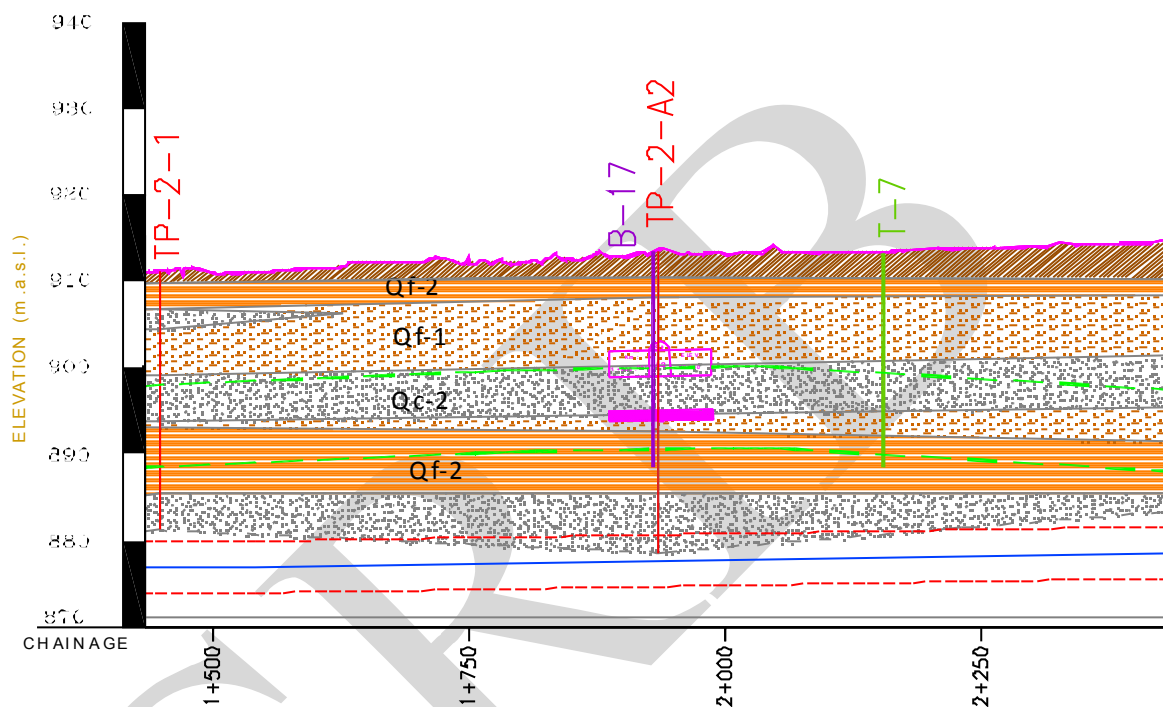 940
930
920
910
900
890
880
870
ELEVATION (m.a.s.l.)
TP-2-1
B-17
TP-2-A2
T-7
Qf-2
Qf-1
Qc-2
Qf-2
CHAINAGE
1+500
1+750
2+000
2+250